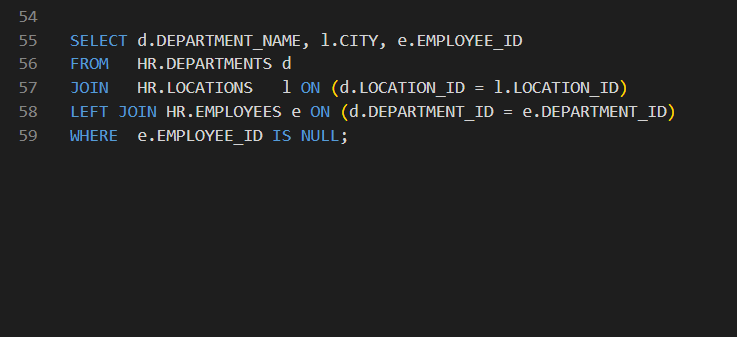 54
55 SELECT d.DEPARTMENT_NAME, l.CITY, e.EMPLOYEE_ID
56 FROM   HR.DEPARTMENTS d
57 JOIN   HR.LOCATIONS   l ON (d.LOCATION_ID = l.LOCATION_ID)
58 LEFT JOIN HR.EMPLOYEES e ON (d.DEPARTMENT_ID = e.DEPARTMENT_ID)
59 WHERE  e.EMPLOYEE_ID IS NULL;